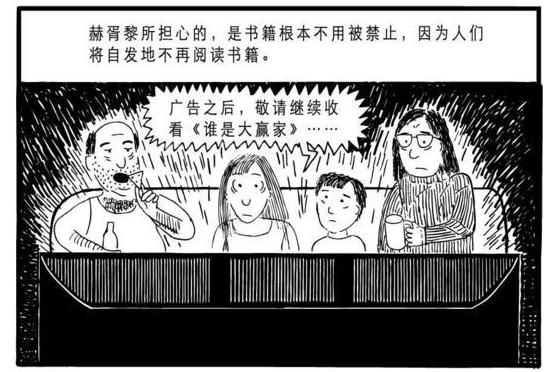 赫胥黎所担心的，是书籍根本不用被禁止，因为人们
将自发地不再阅读书籍。
广告之后，敬请继续收
看《谁是大赢家》……